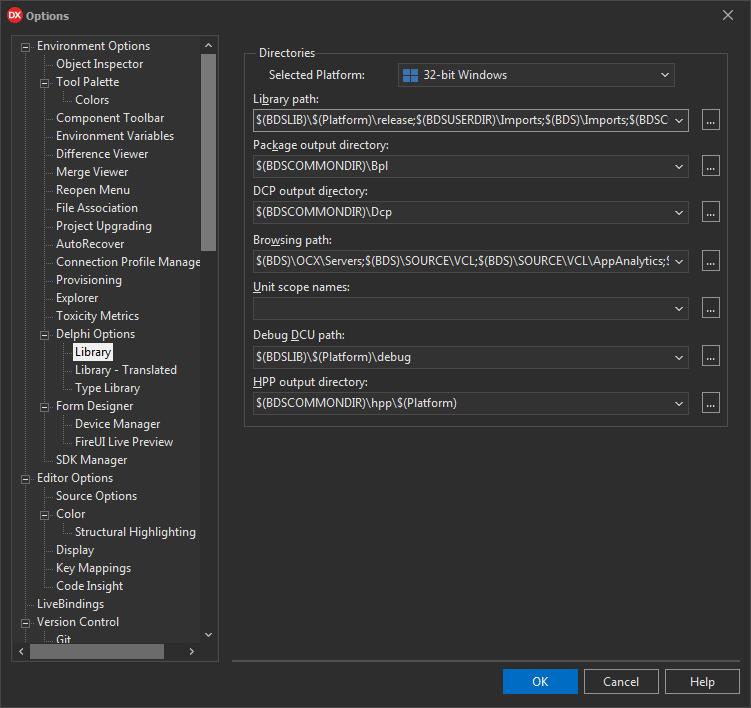 DX Options
Environment Options
Object Inspector
Tool Palette
Colors
Component Toolbar
Environment Variables
Difference Viewer
Merge Viewer
Reopen Menu
File Association
Project Upgrading
AutoRecover
Connection Profile Manage
Provisioning
Explorer
Toxicity Metrics
Delphi Options
Library
Library - Translated
Type Library
Form Designer
Device Manager
FireUI Live Preview
SDK Manager
Editor Options
Source Options
Color
Structural Highlighting
Display
Key Mappings
Code Insight
LiveBindings
Version Control
Git
Directories
Selected Platform: 32-bit Windows
Library path:
$(BDSLIB)\$(Platform)\release;$(BDSUSERDIR)\Imports;$(BDS)\Imports;$(BDSC
...
Package output directory:
$(BDSCOMMONDIR)\Bpl
...
DCP output directory:
$(BDSCOMMONDIR)\Dcp
...
Browsing path:
$(BDS)\OCX\Servers;$(BDS)\SOURCE\VCL;$(BDS)\SOURCE\VCL\AppAnalytics;
...
Unit scope names:
...
Debug DCU path:
$(BDSLIB)\$(Platform)\debug
...
HPP output directory:
$(BDSCOMMONDIR)\hpp\$(Platform)
...
OK Cancel Help